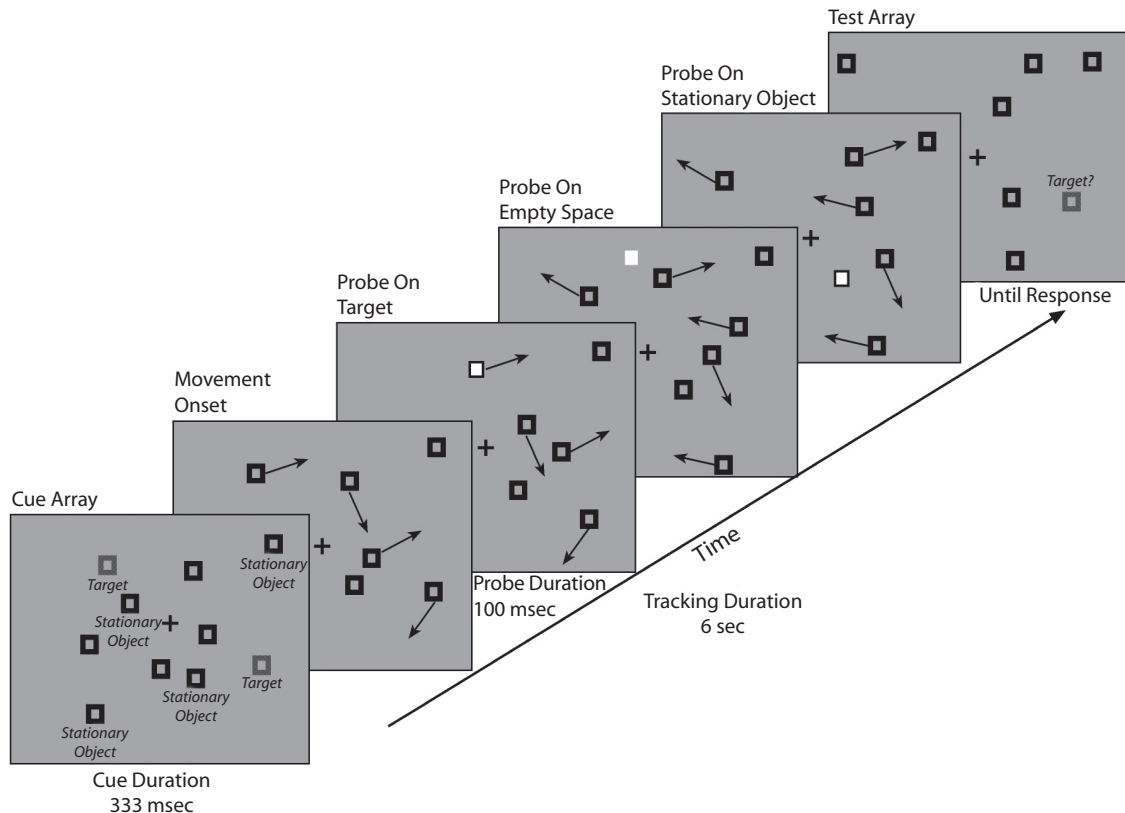 Test Array
Probe On
Stationary Object
Target?
Until Response
Probe On
Empty Space
Probe On
Target
Movement
Onset
Cue Array
Target
Stationary
Object
Stationary
Object
Target
Stationary
Object
Stationary
Object
Cue Duration
333 msec
Probe Duration
100 msec
Time
Tracking Duration
6 sec